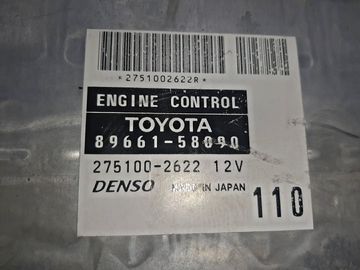 *2751002622R*
ENGINE CONTROL
TOYOTA
89661-58090
275100-2622 12V
DENSO MADE IN JAPAN
110